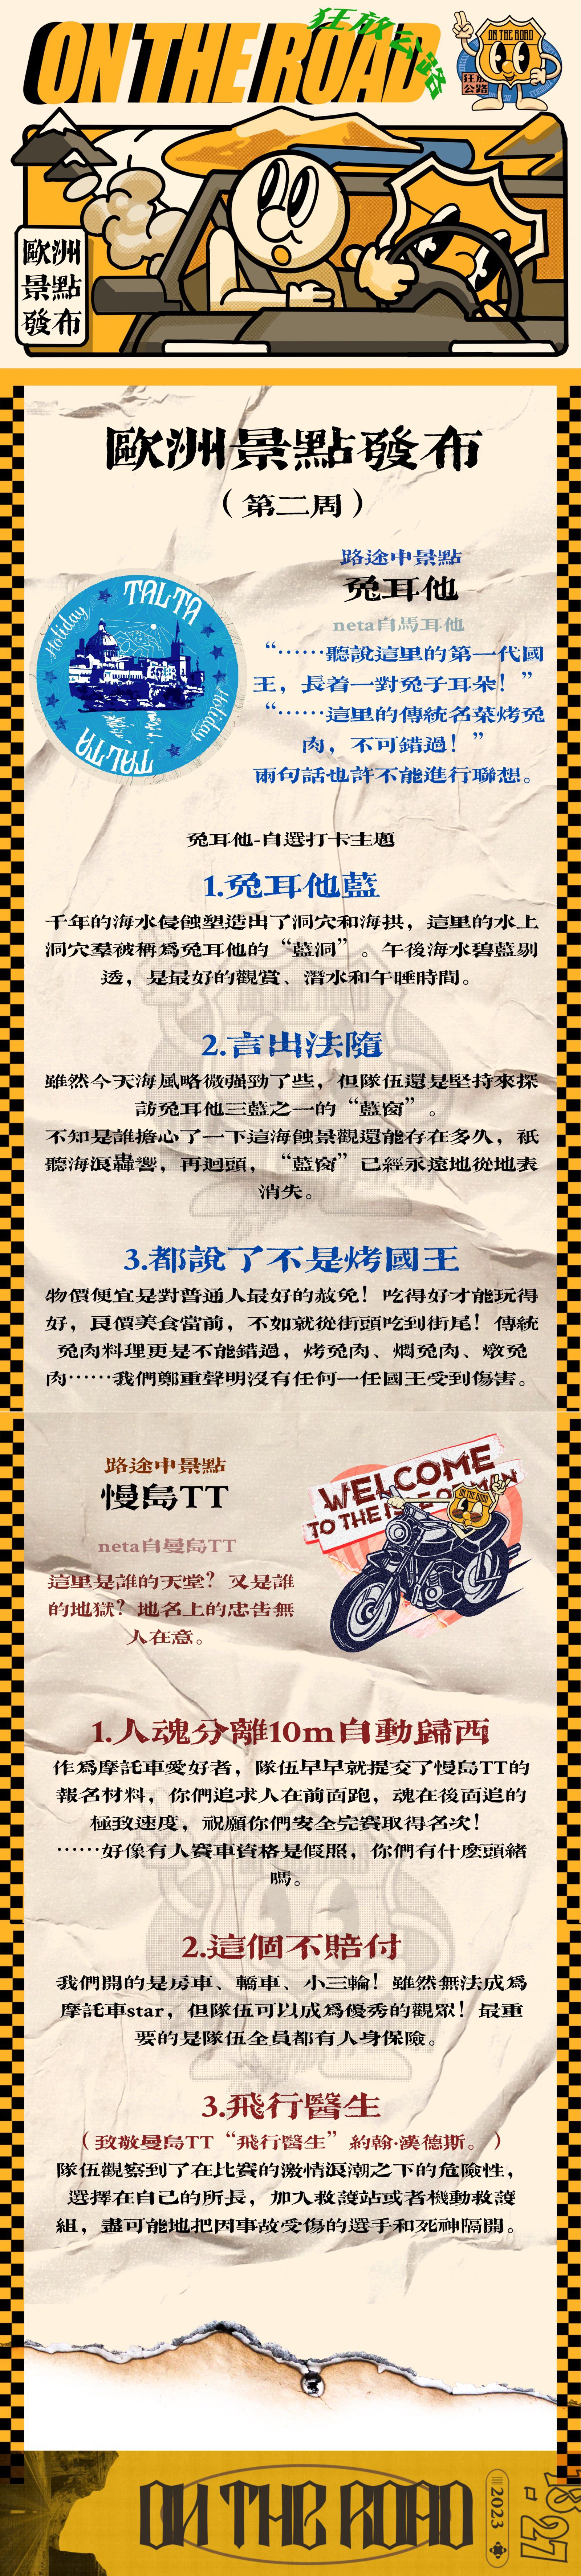 ON THE ROAD
狂放公路
ON THE ROAD
狂放
公路
歐洲
景點
發布
歐洲景點發布
（第二周）
路途中景點
兔耳他
neta自馬耳他
“……聽說這里的第一代國
王，長着一對兔子耳朵！”
“……這里的傳統名菜烤兔
肉，不可錯過！”
兩句話也許不能進行聯想。
TALTA
Holiday
Holiday
TALTA
兔耳他-自選打卡主題
1.兔耳他藍
千年的海水侵蝕塑造出了洞穴和海拱，這里的水上
洞穴羣被稱爲兔耳他的“藍洞”。午後海水碧藍剔
透，是最好的觀賞、潛水和午睡時間。
2.言出法隨
雖然今天海風略微强勁了些，但隊伍還是堅持來探
訪兔耳他三藍之一的“藍窗”。
不知是誰擔心了一下這海蝕景觀還能存在多久，祇
聽海浪轟響，再迴頭，“藍窗”已經永遠地從地表
消失。
3.都說了不是烤國王
物價便宜是對普通人最好的赦免！吃得好才能玩得
好，良價美食當前，不如就從街頭吃到街尾！傳統
兔肉料理更是不能錯過，烤兔肉、燜兔肉、燉兔
肉……我們鄭重聲明沒有任何一任國王受到傷害。
路途中景點
慢島TT
neta自曼島TT
這里是誰的天堂？又是誰
的地獄？地名上的忠告無
人在意。
WELCOME
TO THE ISLE OF MAN
ON THE ROAD
1.人魂分離10m自動歸西
作爲摩託車愛好者，隊伍早早就提交了慢島TT的
報名材料，你們追求人在前面跑，魂在後面追的
極致速度，祝願你們安全完賽取得名次！
……好像有人賽車資格是假照，你們有什麼頭緒
嗎。
2.這個不賠付
我們開的是房車、轎車、小三輪！雖然無法成爲
摩託車star，但隊伍可以成爲優秀的觀眾！最重
要的是隊伍全員都有人身保險。
3.飛行醫生
（致敬曼島TT“飛行醫生”約翰·漢德斯。）
隊伍觀察到了在比賽的激情浪潮之下的危險性，
選擇在自己的所長，加入救護站或者機動救護
組，盡可能地把因事故受傷的選手和死神隔開。
ON THE ROAD
2023
18-27